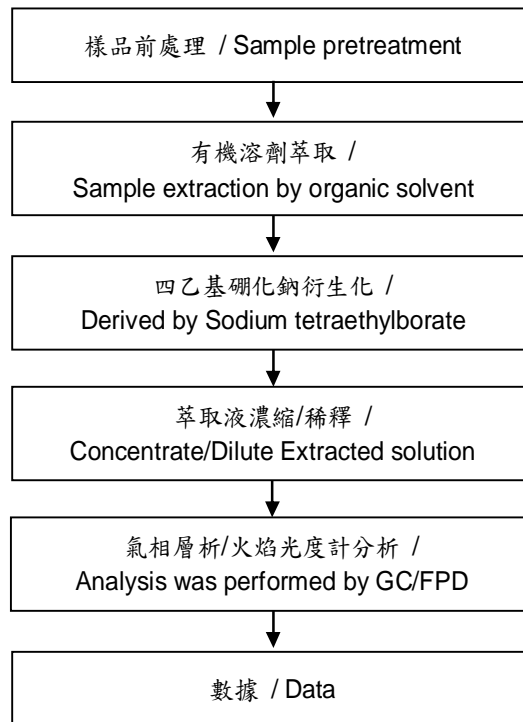 樣品前處理 / Sample pretreatment
有機溶劑萃取 /
Sample extraction by organic solvent
四乙基硼化鈉衍生化 /
Derived by Sodium tetraethylborate
萃取液濃縮/稀釋 /
Concentrate/Dilute Extracted solution
氣相層析/火焰光度計分析 /
Analysis was performed by GC/FPD
數據 / Data